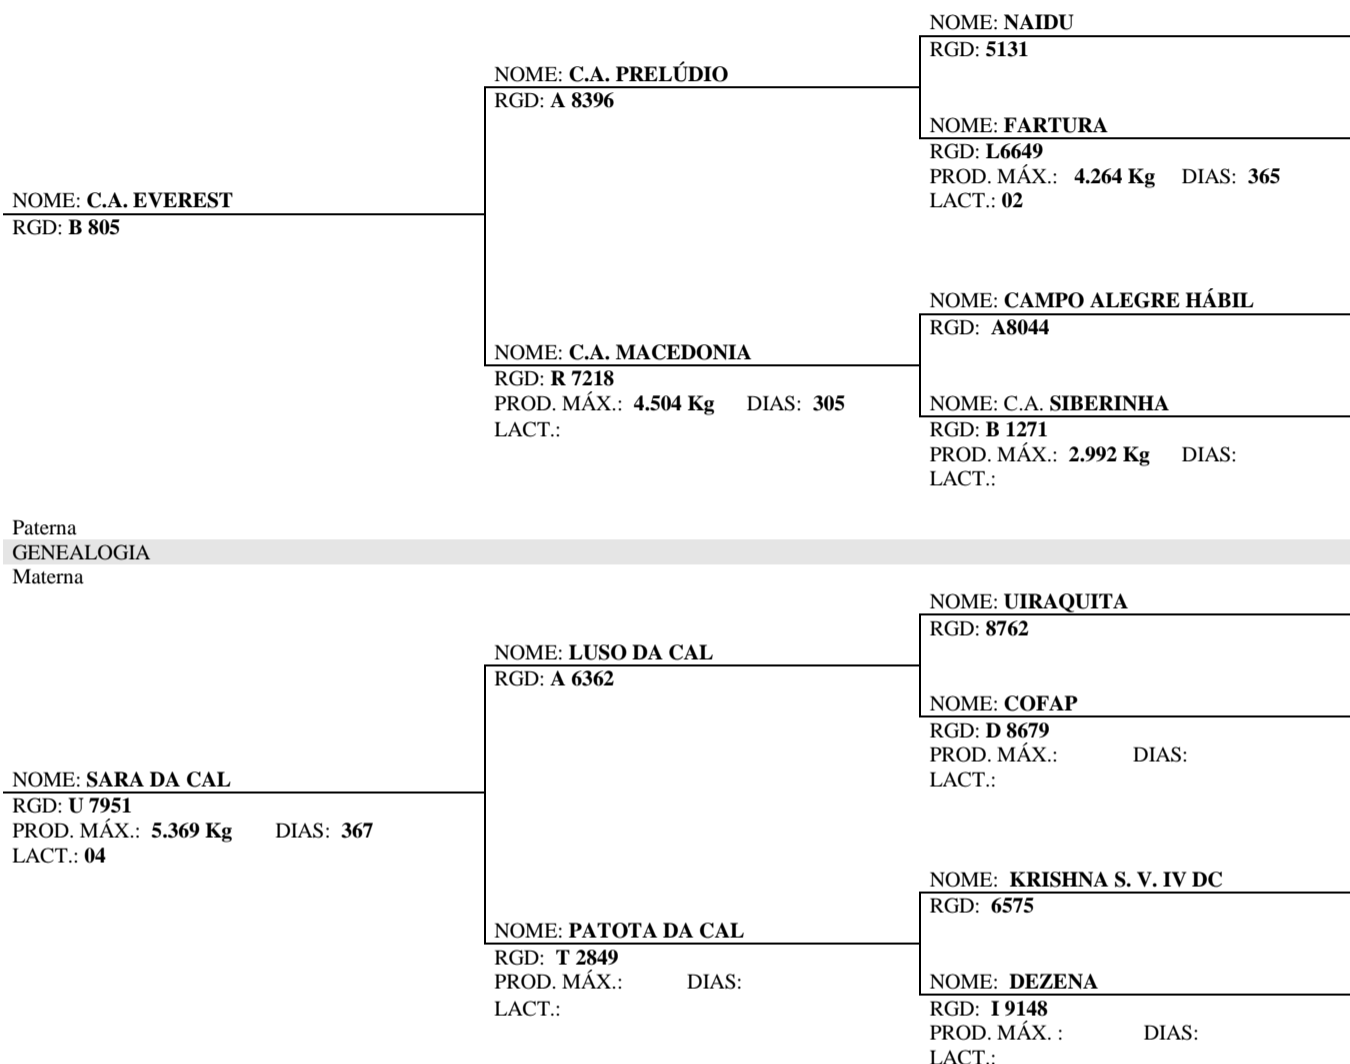 NOME: NAIDU
RGD: 5131
NOME: C.A. PRELÚDIO
RGD: A 8396
NOME: FARTURA
RGD: L6649
PROD. MÁX.: 4.264 Kg DIAS: 365
LACT.: 02
NOME: C.A. EVEREST
RGD: B 805
NOME: CAMPO ALEGRE HÁBIL
RGD: A8044
NOME: C.A. MACEDONIA
RGD: R 7218
PROD. MÁX.: 4.504 Kg DIAS: 305
LACT.:
NOME: C.A. SIBERINHA
RGD: B 1271
PROD. MÁX.: 2.992 Kg DIAS:
LACT.:
Paterna
GENEALOGIA
Materna
NOME: UIRAQUITA
RGD: 8762
NOME: LUSO DA CAL
RGD: A 6362
NOME: COFAP
RGD: D 8679
PROD. MÁX.: DIAS:
LACT.:
NOME: SARA DA CAL
RGD: U 7951
PROD. MÁX.: 5.369 Kg DIAS: 367
LACT.: 04
NOME: KRISHNA S. V. IV DC
RGD: 6575
NOME: PATOTA DA CAL
RGD: T 2849
PROD. MÁX.: DIAS:
LACT.:
NOME: DEZENA
RGD: I 9148
PROD. MÁX. : DIAS:
LACT.: